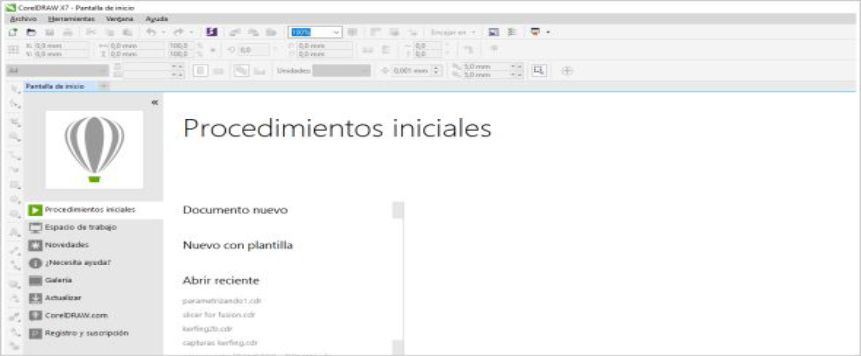 CorelDRAW X7 - Pantalla de inicio
Archivo Herramientas Ventana Ayuda
100% Encajar en
X: 0,0 mm 0,0 mm 100,0 % 0,0 0,0 mm 0,0
Y: 0,0 mm 0,0 mm 100,0 % 0,0 mm 0,0
A4 Unidades: 0,001 mm 5,0 mm
5,0 mm
Pantalla de inicio
Procedimientos iniciales
Procedimientos iniciales
Espacio de trabajo
Novedades
¿Necesita ayuda?
Galería
Actualizar
CorelDRAW.com
Registro y suscripción
Documento nuevo
Nuevo con plantilla
Abrir reciente
parametrizando1.cdr
slicer for fusion.cdr
kerfing2b.cdr
capturas kerfing.cdr